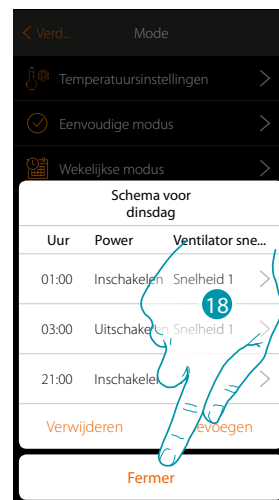 < Verd... Mode
Temperatuursinstellingen >
Eenvoudige modus >
Wekelijkse modus >
Schema voor
dinsdag
Uur Power Ventilator sne...
01:00 Inschakelen Snelheid 1 >
18
03:00 Uitschakelen Snelheid 1 >
21:00 Inschakelen >
Verwijderen
Fermer